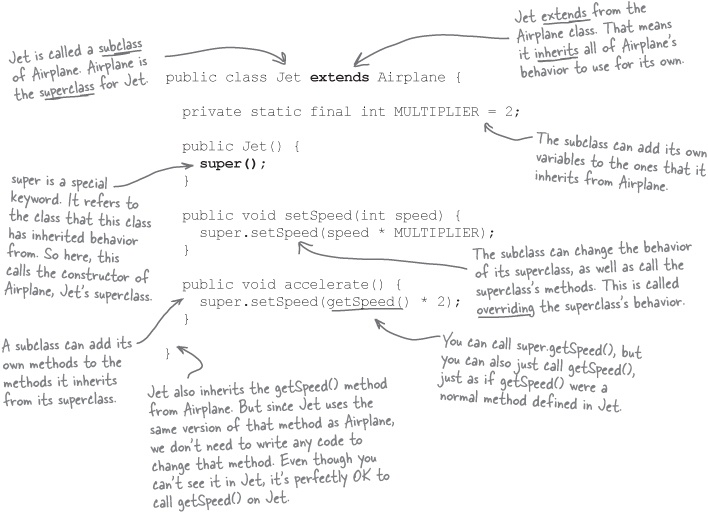 Jet is called a subclass
of Airplane. Airplane is
the superclass for Jet.
Jet extends from the
Airplane class. That means
it inherits all of Airplane's
behavior to use for its own.
public class Jet extends Airplane {
private static final int MULTIPLIER = 2;
The subclass can add its own
variables to the ones that it
inherits from Airplane.
public Jet() {
super();
}
super is a special
keyword. It refers to
the class that this class
has inherited behavior
from. So here, this
calls the constructor of
Airplane, Jet's superclass.
public void setSpeed(int speed) {
super.setSpeed(speed * MULTIPLIER);
}
The subclass can change the behavior
of its superclass, as well as call the
superclass's methods. This is called
overriding the superclass's behavior.
public void accelerate() {
super.setSpeed(getSpeed() * 2);
}
A subclass can add its
own methods to the
methods it inherits
from its superclass.
You can call super.getSpeed(), but
you can also just call getSpeed(),
just as if getSpeed() were a
normal method defined in Jet.
}
Jet also inherits the getSpeed() method
from Airplane. But since Jet uses the
same version of that method as Airplane,
we don't need to write any code to
change that method. Even though you
can't see it in Jet, it's perfectly OK to
call getSpeed() on Jet.